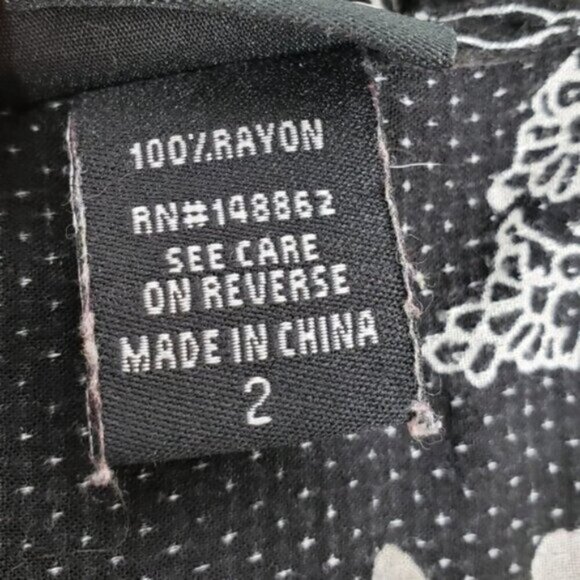 100%RAYON
RN#148862
SEE CARE
ON REVERSE
MADE IN CHINA
2